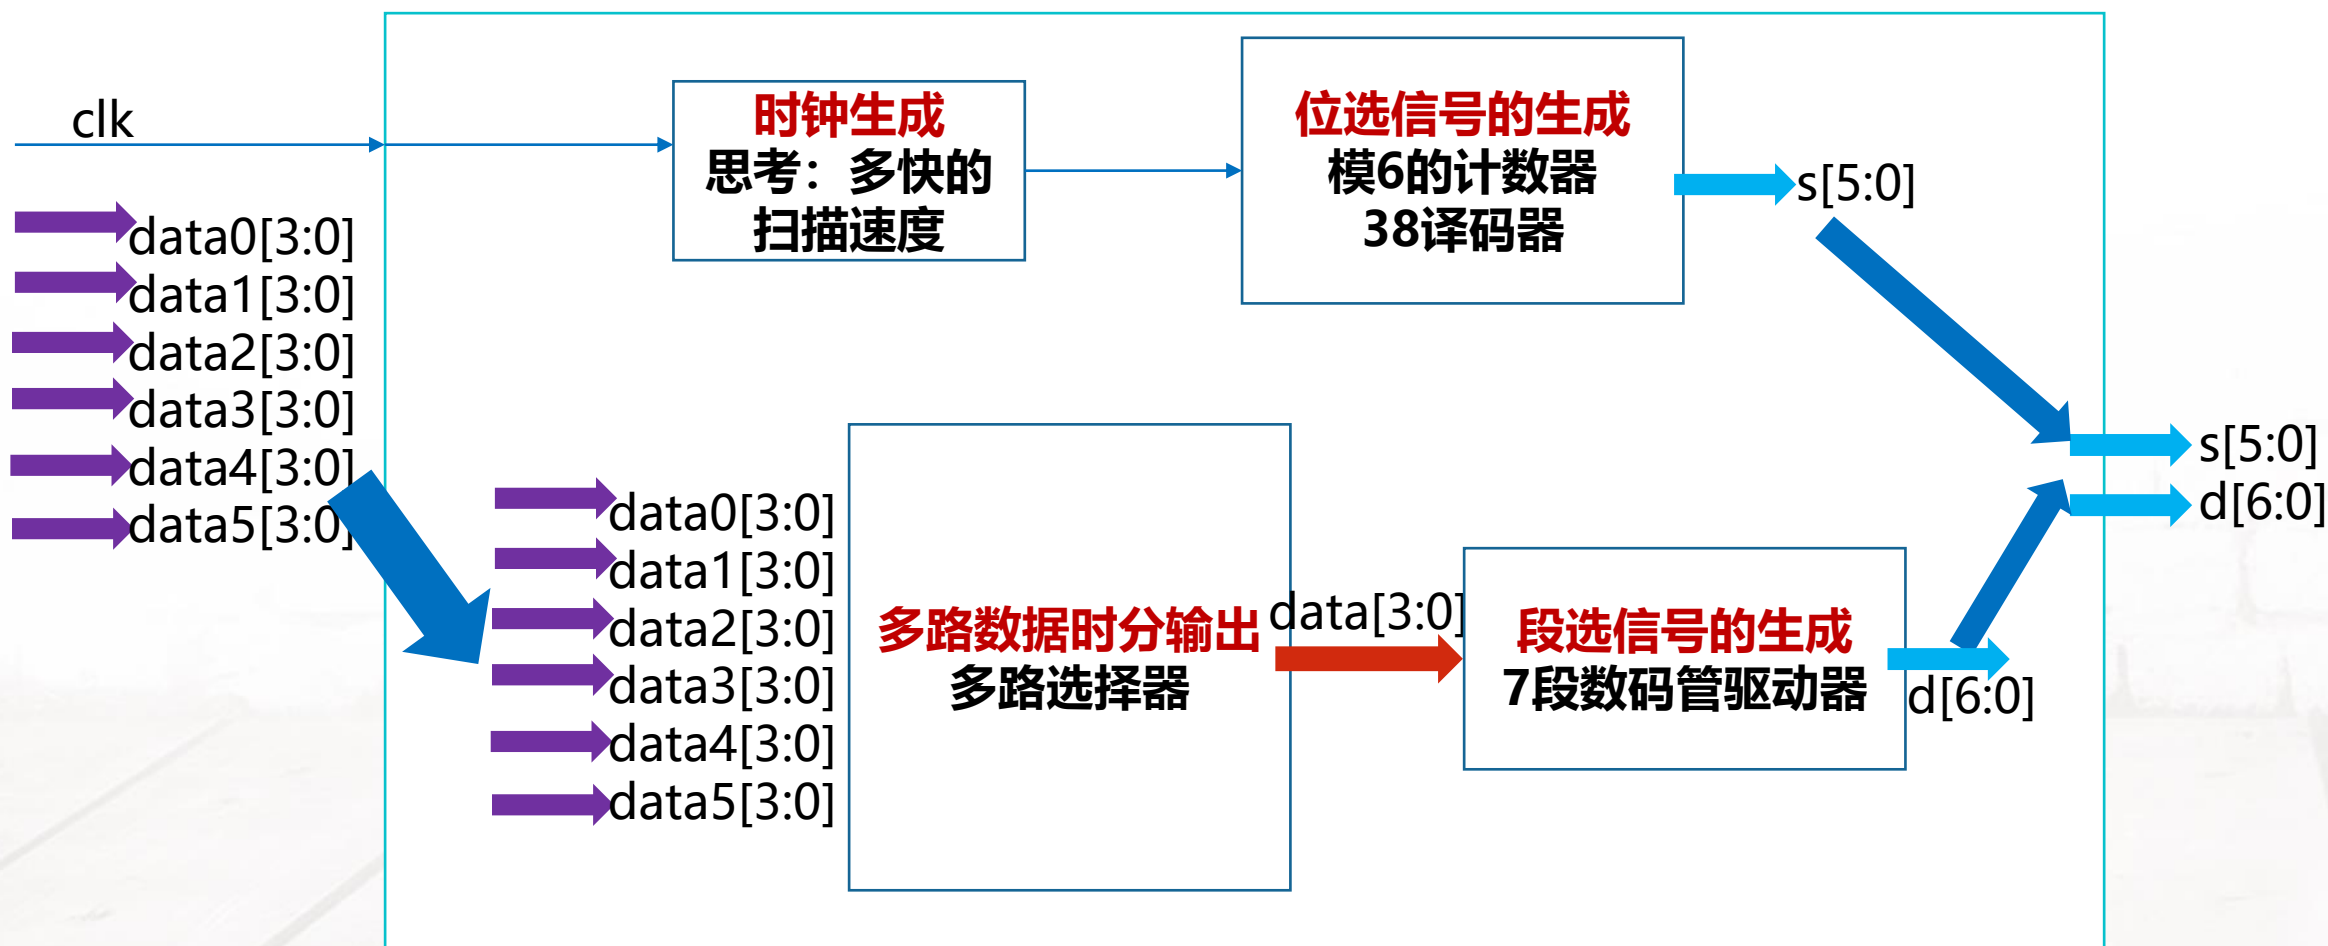 clk
data0[3:0]
data1[3:0]
data2[3:0]
data3[3:0]
data4[3:0]
data5[3:0]
时钟生成
思考：多快的
扫描速度
位选信号的生成
模6的计数器
38译码器
s[5:0]
data0[3:0]
data1[3:0]
data2[3:0]
data3[3:0]
data4[3:0]
data5[3:0]
多路数据时分输出
多路选择器
data[3:0]
段选信号的生成
7段数码管驱动器
d[6:0]
s[5:0]
d[6:0]